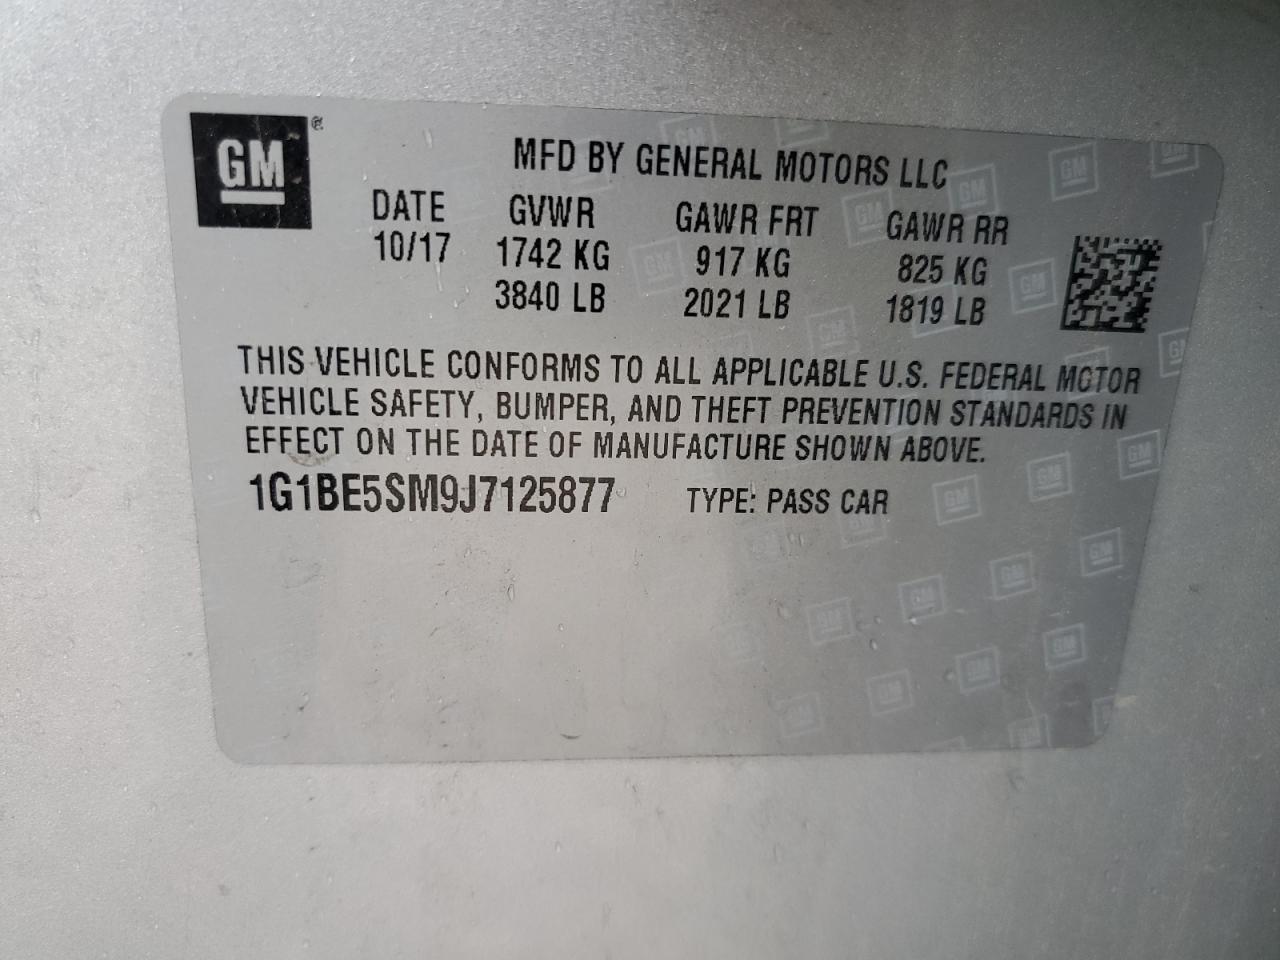 GM®
MFD BY GENERAL MOTORS LLC
DATE GVWR GAWR FRT GAWR RR
10/17 1742 KG 917 KG 825 KG
3840 LB 2021 LB 1819 LB
THIS VEHICLE CONFORMS TO ALL APPLICABLE U.S. FEDERAL MOTOR
VEHICLE SAFETY, BUMPER, AND THEFT PREVENTION STANDARDS IN
EFFECT ON THE DATE OF MANUFACTURE SHOWN ABOVE.
1G1BE5SM9J7125877 TYPE: PASS CAR